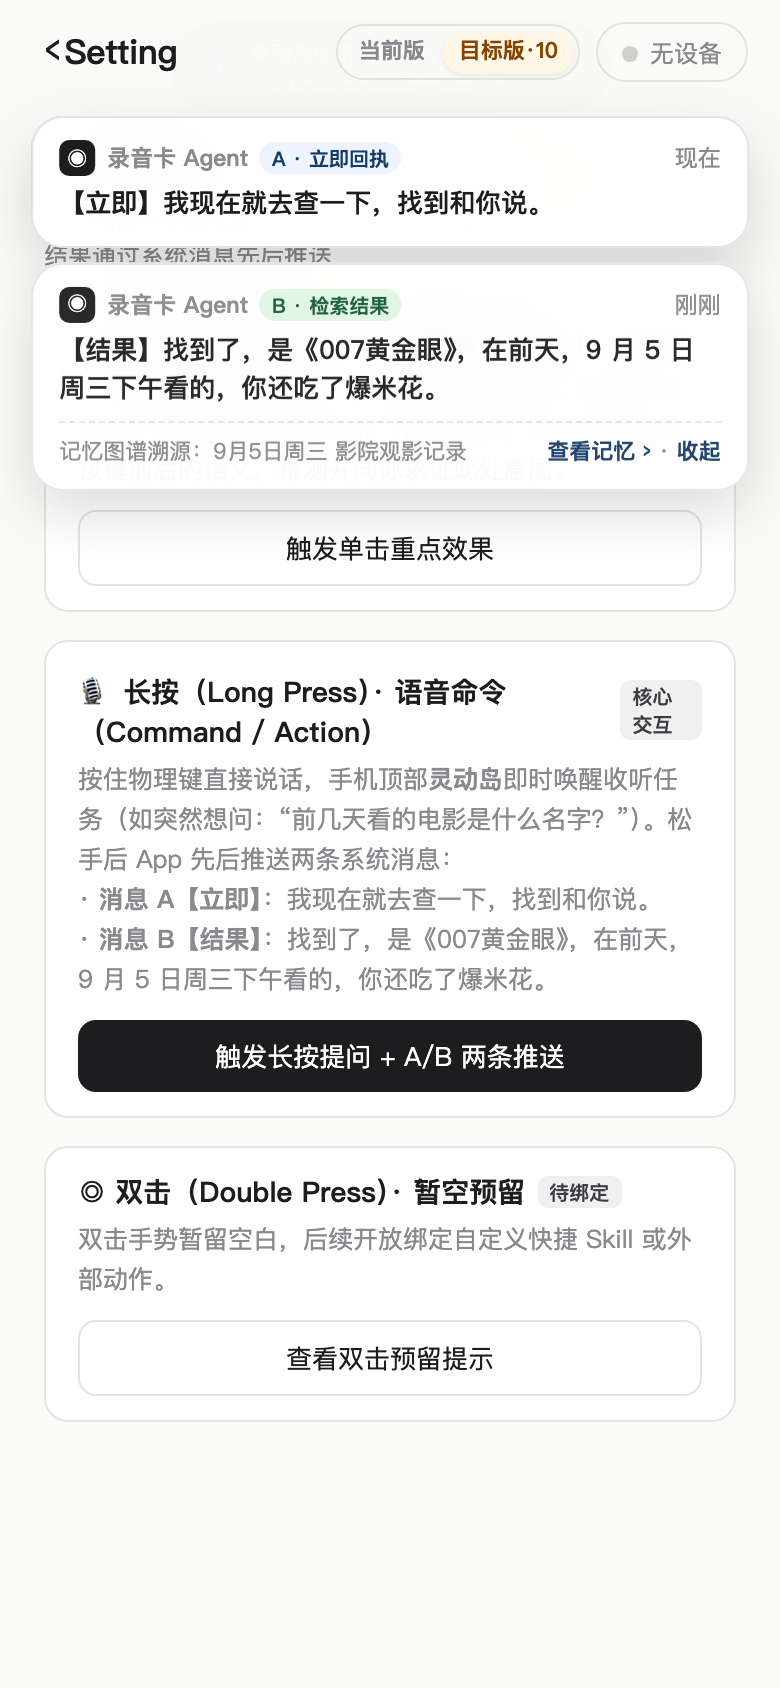 <Setting
当前版 目标版·10 无设备
录音卡 Agent A · 立即回执 现在
【立即】我现在就去查一下，找到和你说。
结果通过系统消息先后推送
录音卡 Agent B · 检索结果 刚刚
【结果】找到了，是《007黄金眼》，在前天，9 月 5 日
周三下午看的，你还吃了爆米花。
记忆图谱溯源：9月5日周三 影院观影记录 查看记忆 › · 收起
触发单击重点效果
长按（Long Press）· 语音命令
（Command / Action）
核心
交互
按住物理键直接说话，手机顶部灵动岛即时唤醒收听任
务（如突然想问：“前几天看的电影是什么名字？”）。松
手后 App 先后推送两条系统消息：
· 消息 A【立即】：我现在就去查一下，找到和你说。
· 消息 B【结果】：找到了，是《007黄金眼》，在前天，
9 月 5 日周三下午看的，你还吃了爆米花。
触发长按提问 + A/B 两条推送
双击（Double Press）· 暂空预留 待绑定
双击手势暂留空白，后续开放绑定自定义快捷 Skill 或外
部动作。
查看双击预留提示